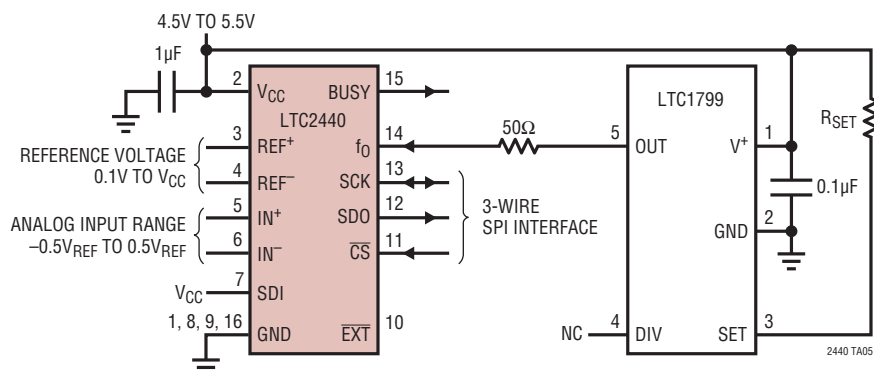 4.5V TO 5.5V
1µF
2
VCC
BUSY
15
LTC2440
3
REF+
fO
14
50Ω
5
OUT
LTC1799
V+
1
RSET
REFERENCE VOLTAGE
0.1V TO VCC
4
REF–
SCK
13
0.1µF
ANALOG INPUT RANGE
–0.5VREF TO 0.5VREF
5
IN+
SDO
12
3-WIRE
SPI INTERFACE
GND
2
6
IN–
CS
11
VCC
7
SDI
1, 8, 9, 16
GND
EXT
10
NC
4
DIV
SET
3
2440 TA05